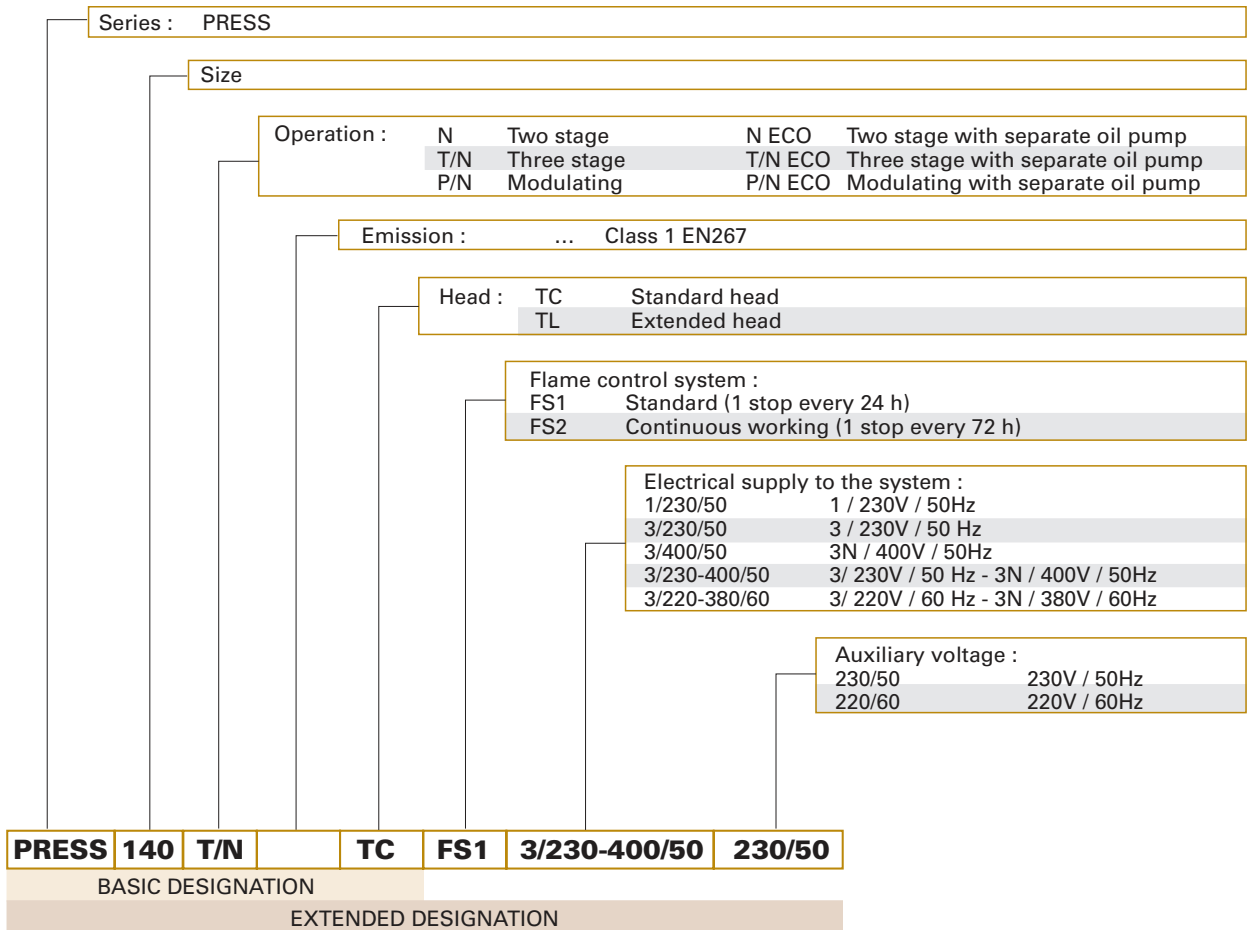 Series : PRESS
Size
Operation : N Two stage N ECO Two stage with separate oil pump
T/N Three stage T/N ECO Three stage with separate oil pump
P/N Modulating P/N ECO Modulating with separate oil pump
Emission : ... Class 1 EN267
Head : TC Standard head
TL Extended head
Flame control system :
FS1 Standard (1 stop every 24 h)
FS2 Continuous working (1 stop every 72 h)
Electrical supply to the system :
1/230/50 1 / 230V / 50Hz
3/230/50 3 / 230V / 50 Hz
3/400/50 3N / 400V / 50Hz
3/230-400/50 3/ 230V / 50 Hz - 3N / 400V / 50Hz
3/220-380/60 3/ 220V / 60 Hz - 3N / 380V / 60Hz
Auxiliary voltage :
230/50 230V / 50Hz
220/60 220V / 60Hz
PRESS 140 T/N TC FS1 3/230-400/50 230/50
BASIC DESIGNATION
EXTENDED DESIGNATION